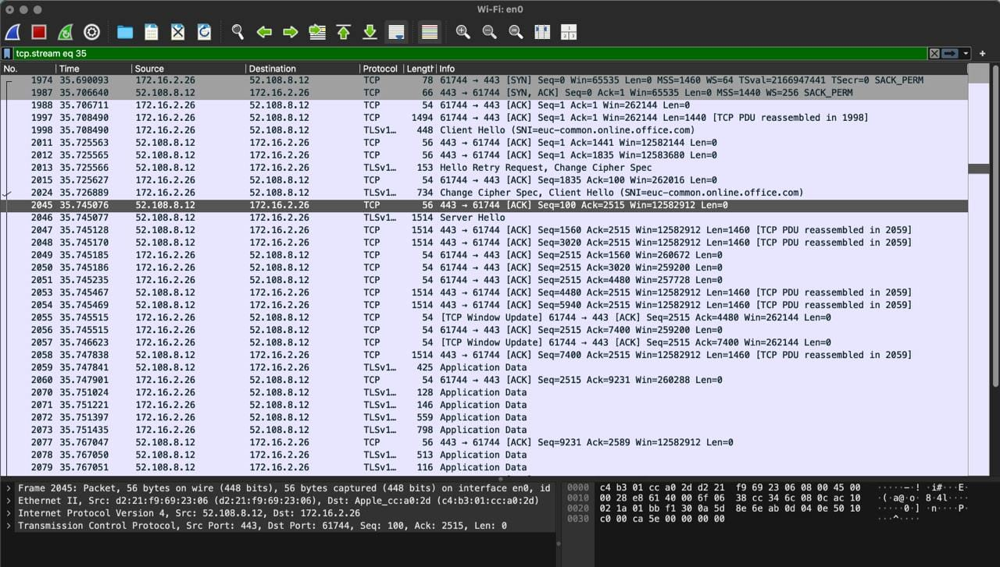 Wi-Fi: en0
tcp.stream eq 35
No. Time Source Destination Protocol Length Info
1974 35.690093 172.16.2.26 52.108.8.12 TCP 78 61744 → 443 [SYN] Seq=0 Win=65535 Len=0 MSS=1460 WS=64 TSval=2166947441 TSecr=0 SACK_PERM
1987 35.706640 52.108.8.12 172.16.2.26 TCP 66 443 → 61744 [SYN, ACK] Seq=0 Ack=1 Win=65535 Len=0 MSS=1440 WS=256 SACK_PERM
1988 35.706711 172.16.2.26 52.108.8.12 TCP 54 61744 → 443 [ACK] Seq=1 Ack=1 Win=262144 Len=0
1997 35.708490 172.16.2.26 52.108.8.12 TCP 1494 61744 → 443 [ACK] Seq=1 Ack=1 Win=262144 Len=1440 [TCP PDU reassembled in 1998]
1998 35.708490 172.16.2.26 52.108.8.12 TLSv1… 448 Client Hello (SNI=euc-common.online.office.com)
2011 35.725563 52.108.8.12 172.16.2.26 TCP 56 443 → 61744 [ACK] Seq=1 Ack=1441 Win=12582144 Len=0
2012 35.725565 52.108.8.12 172.16.2.26 TCP 56 443 → 61744 [ACK] Seq=1 Ack=1835 Win=12583680 Len=0
2013 35.725566 52.108.8.12 172.16.2.26 TLSv1… 153 Hello Retry Request, Change Cipher Spec
2015 35.725627 172.16.2.26 52.108.8.12 TCP 54 61744 → 443 [ACK] Seq=1835 Ack=100 Win=262016 Len=0
2024 35.726889 172.16.2.26 52.108.8.12 TLSv1… 734 Change Cipher Spec, Client Hello (SNI=euc-common.online.office.com)
2045 35.745076 52.108.8.12 172.16.2.26 TCP 56 443 → 61744 [ACK] Seq=100 Ack=2515 Win=12582912 Len=0
2046 35.745077 52.108.8.12 172.16.2.26 TLSv1… 1514 Server Hello
2047 35.745128 52.108.8.12 172.16.2.26 TCP 1514 443 → 61744 [ACK] Seq=1560 Ack=2515 Win=12582912 Len=1460 [TCP PDU reassembled in 2059]
2048 35.745170 52.108.8.12 172.16.2.26 TCP 1514 443 → 61744 [ACK] Seq=3020 Ack=2515 Win=12582912 Len=1460 [TCP PDU reassembled in 2059]
2049 35.745185 172.16.2.26 52.108.8.12 TCP 54 61744 → 443 [ACK] Seq=2515 Ack=1560 Win=260672 Len=0
2050 35.745186 172.16.2.26 52.108.8.12 TCP 54 61744 → 443 [ACK] Seq=2515 Ack=3020 Win=259200 Len=0
2051 35.745235 172.16.2.26 52.108.8.12 TCP 54 61744 → 443 [ACK] Seq=2515 Ack=4480 Win=257728 Len=0
2053 35.745467 52.108.8.12 172.16.2.26 TCP 1514 443 → 61744 [ACK] Seq=4480 Ack=2515 Win=12582912 Len=1460 [TCP PDU reassembled in 2059]
2054 35.745469 52.108.8.12 172.16.2.26 TCP 1514 443 → 61744 [ACK] Seq=5940 Ack=2515 Win=12582912 Len=1460 [TCP PDU reassembled in 2059]
2055 35.745515 172.16.2.26 52.108.8.12 TCP 54 [TCP Window Update] 61744 → 443 [ACK] Seq=2515 Ack=4480 Win=262144 Len=0
2056 35.745515 172.16.2.26 52.108.8.12 TCP 54 61744 → 443 [ACK] Seq=2515 Ack=7400 Win=259200 Len=0
2057 35.746623 172.16.2.26 52.108.8.12 TCP 54 [TCP Window Update] 61744 → 443 [ACK] Seq=2515 Ack=7400 Win=262144 Len=0
2058 35.747838 52.108.8.12 172.16.2.26 TCP 1514 443 → 61744 [ACK] Seq=7400 Ack=2515 Win=12582912 Len=1460 [TCP PDU reassembled in 2059]
2059 35.747841 52.108.8.12 172.16.2.26 TLSv1… 425 Application Data
2060 35.747901 172.16.2.26 52.108.8.12 TCP 54 61744 → 443 [ACK] Seq=2515 Ack=9231 Win=260288 Len=0
2070 35.751024 172.16.2.26 52.108.8.12 TLSv1… 128 Application Data
2071 35.751221 172.16.2.26 52.108.8.12 TLSv1… 146 Application Data
2072 35.751397 172.16.2.26 52.108.8.12 TLSv1… 559 Application Data
2073 35.751435 172.16.2.26 52.108.8.12 TLSv1… 798 Application Data
2077 35.767047 52.108.8.12 172.16.2.26 TCP 56 443 → 61744 [ACK] Seq=9231 Ack=2589 Win=12582912 Len=0
2078 35.767050 52.108.8.12 172.16.2.26 TLSv1… 513 Application Data
2079 35.767051 52.108.8.12 172.16.2.26 TLSv1… 116 Application Data
Frame 2045: Packet, 56 bytes on wire (448 bits), 56 bytes captured (448 bits) on interface en0, id
Ethernet II, Src: d2:21:f9:69:23:06 (d2:21:f9:69:23:06), Dst: Apple_cc:a0:2d (c4:b3:01:cc:a0:2d)
Internet Protocol Version 4, Src: 52.108.8.12, Dst: 172.16.2.26
Transmission Control Protocol, Src Port: 443, Dst Port: 61744, Seq: 100, Ack: 2515, Len: 0
0000 c4 b3 01 cc a0 2d d2 21 f9 69 23 06 08 00 45 00 ·····-·! ·i#···E·
0010 00 28 e8 61 40 00 6f 06 38 cc 34 6c 08 0c ac 10 ·(·a@·o· 8·4l····
0020 02 1a 01 bb f1 30 0a 5d 8e 6e ab 0d 04 0e 50 10 ·····0·] ·n····P·
0030 c0 00 ca 5e 00 00 00 00 ···^····